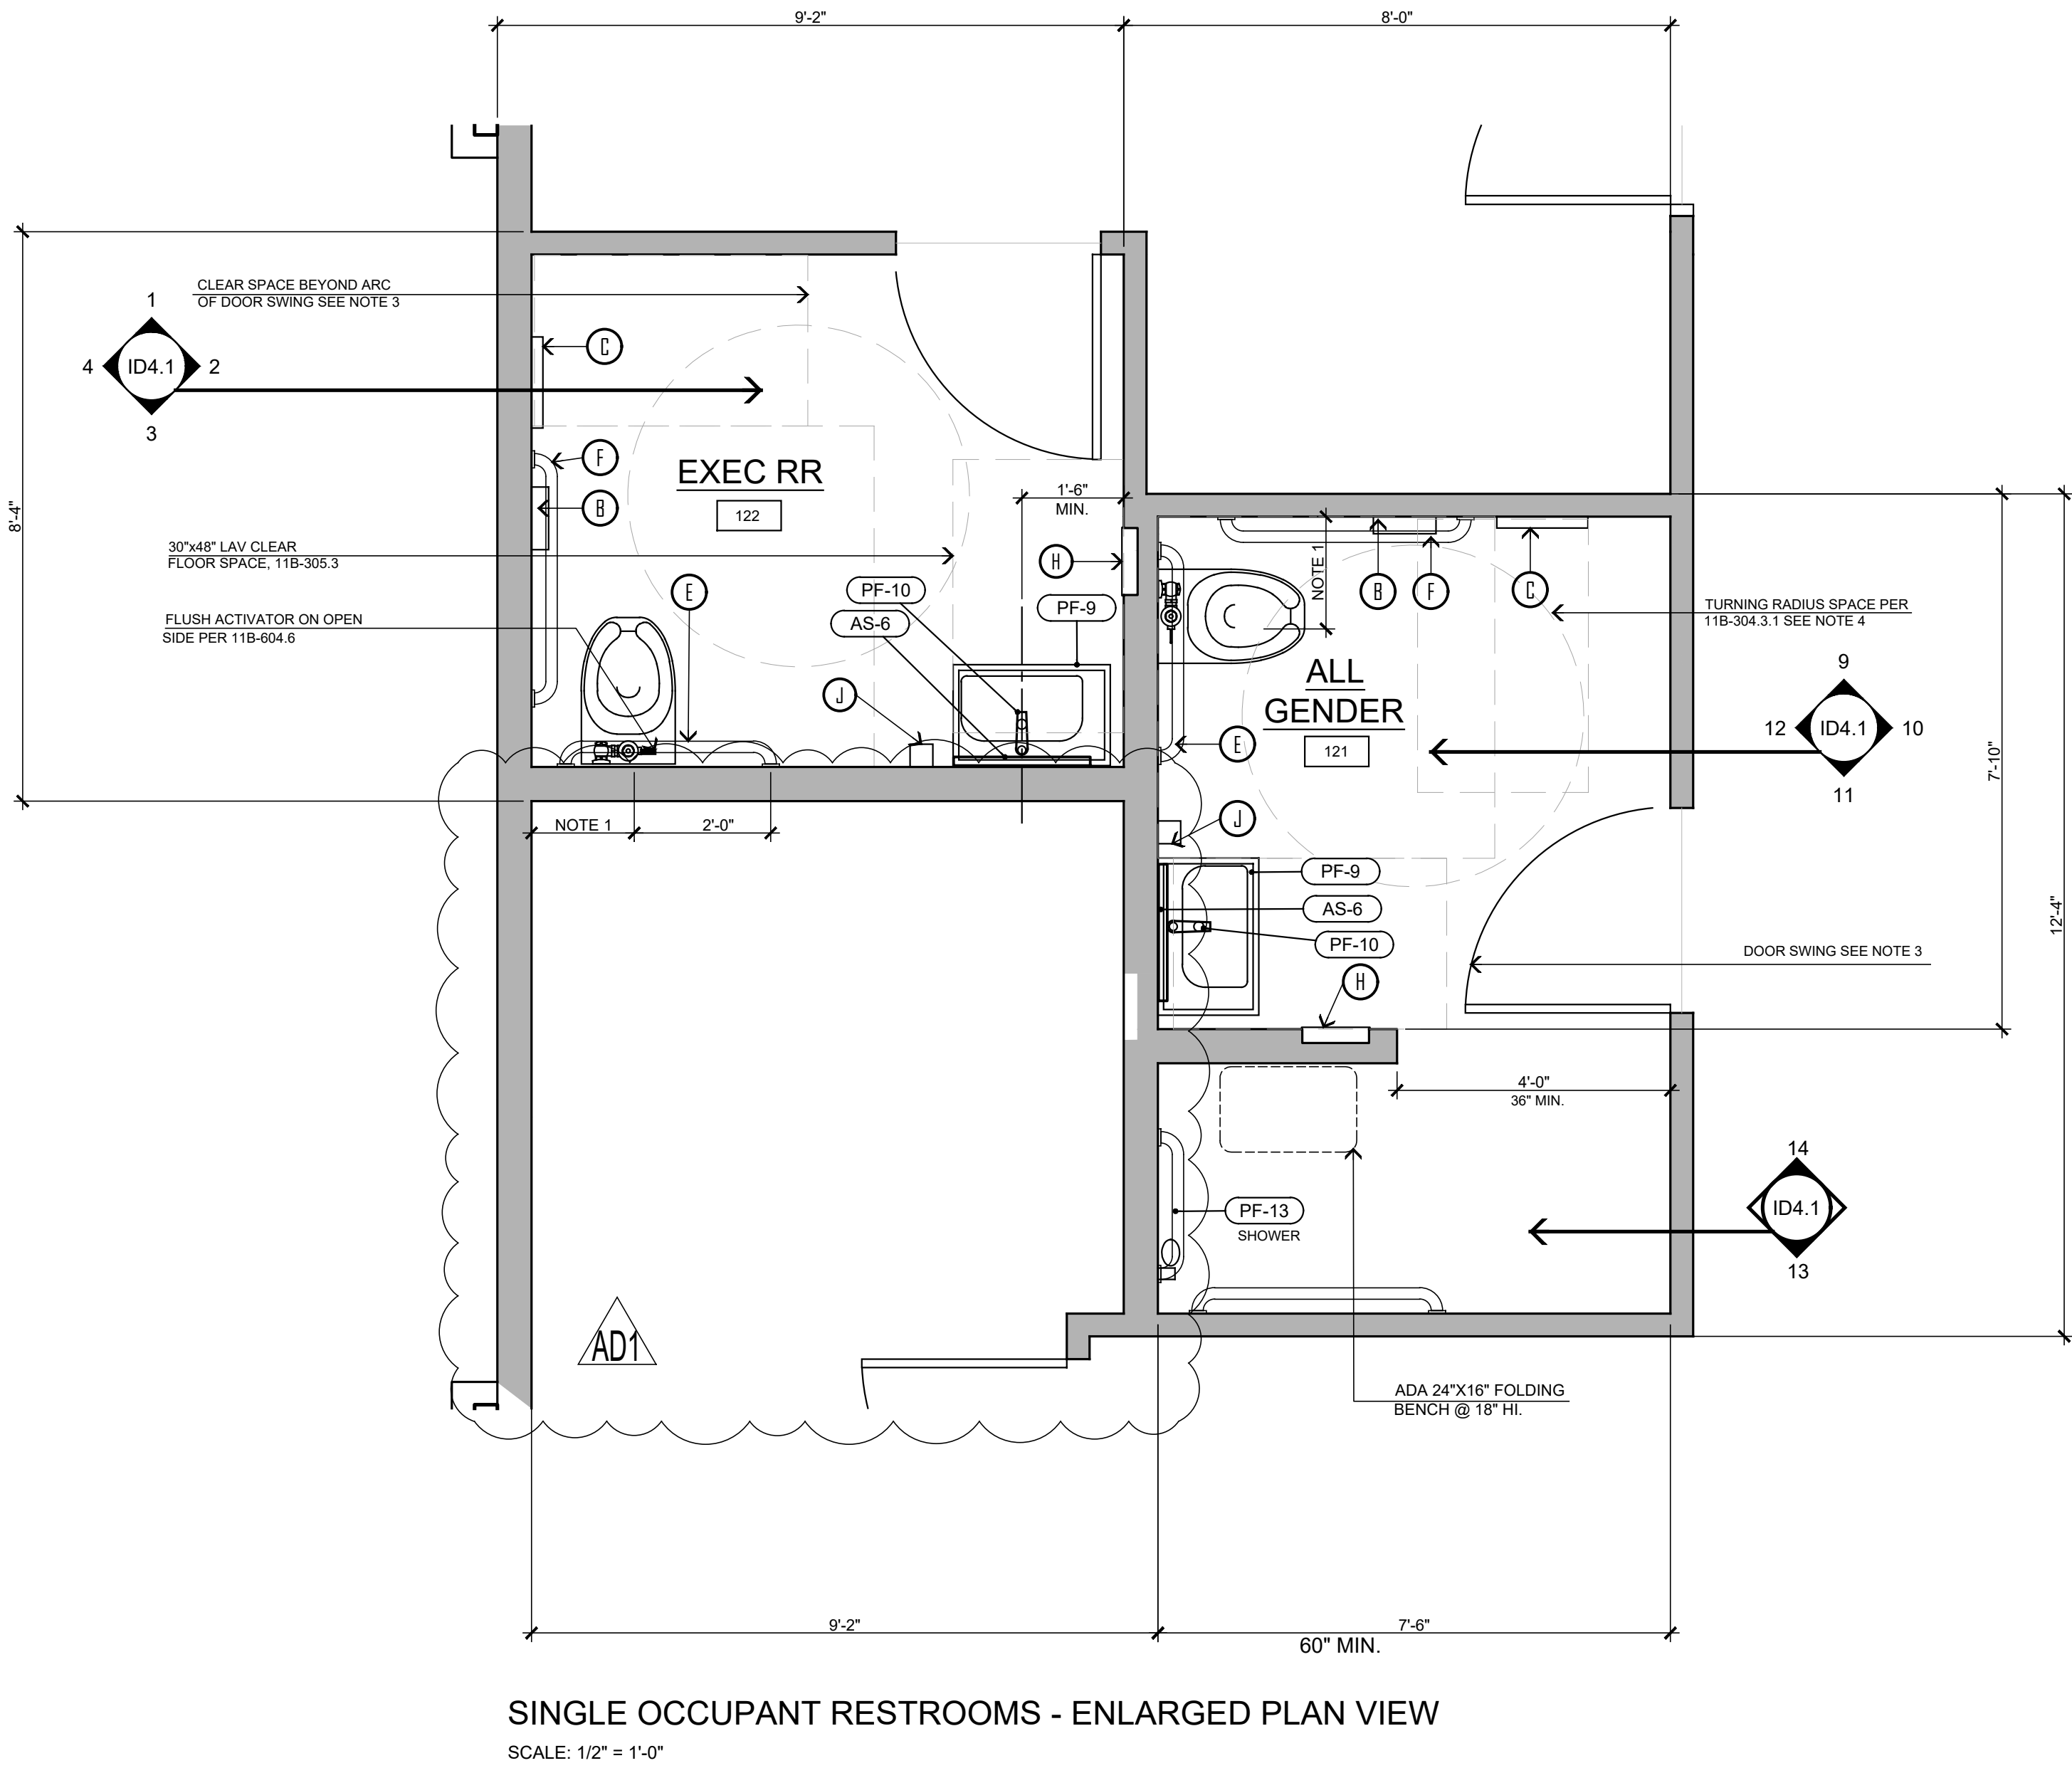 9'-2"
8'-0"
CLEAR SPACE BEYOND ARC
OF DOOR SWING SEE NOTE 3
1
4
ID4.1
2
3
8'-4"
C
F
B
EXEC RR
122
1'-6"
MIN.
30"x48" LAV CLEAR
FLOOR SPACE, 11B-305.3
H
E
PF-10
PF-9
AS-6
FLUSH ACTIVATOR ON OPEN
SIDE PER 11B-604.6
J
NOTE 1
2'-0"
NOTE 1
B
F
C
TURNING RADIUS SPACE PER
11B-304.3.1 SEE NOTE 4
ALL
GENDER
121
E
9
12
ID4.1
10
11
7'-10"
12'-4"
J
PF-9
AS-6
PF-10
H
DOOR SWING SEE NOTE 3
4'-0"
36" MIN.
14
ID4.1
13
PF-13
SHOWER
AD1
ADA 24"X16" FOLDING
BENCH @ 18" HI.
9'-2"
7'-6"
60" MIN.
SINGLE OCCUPANT RESTROOMS - ENLARGED PLAN VIEW
SCALE: 1/2" = 1'-0"